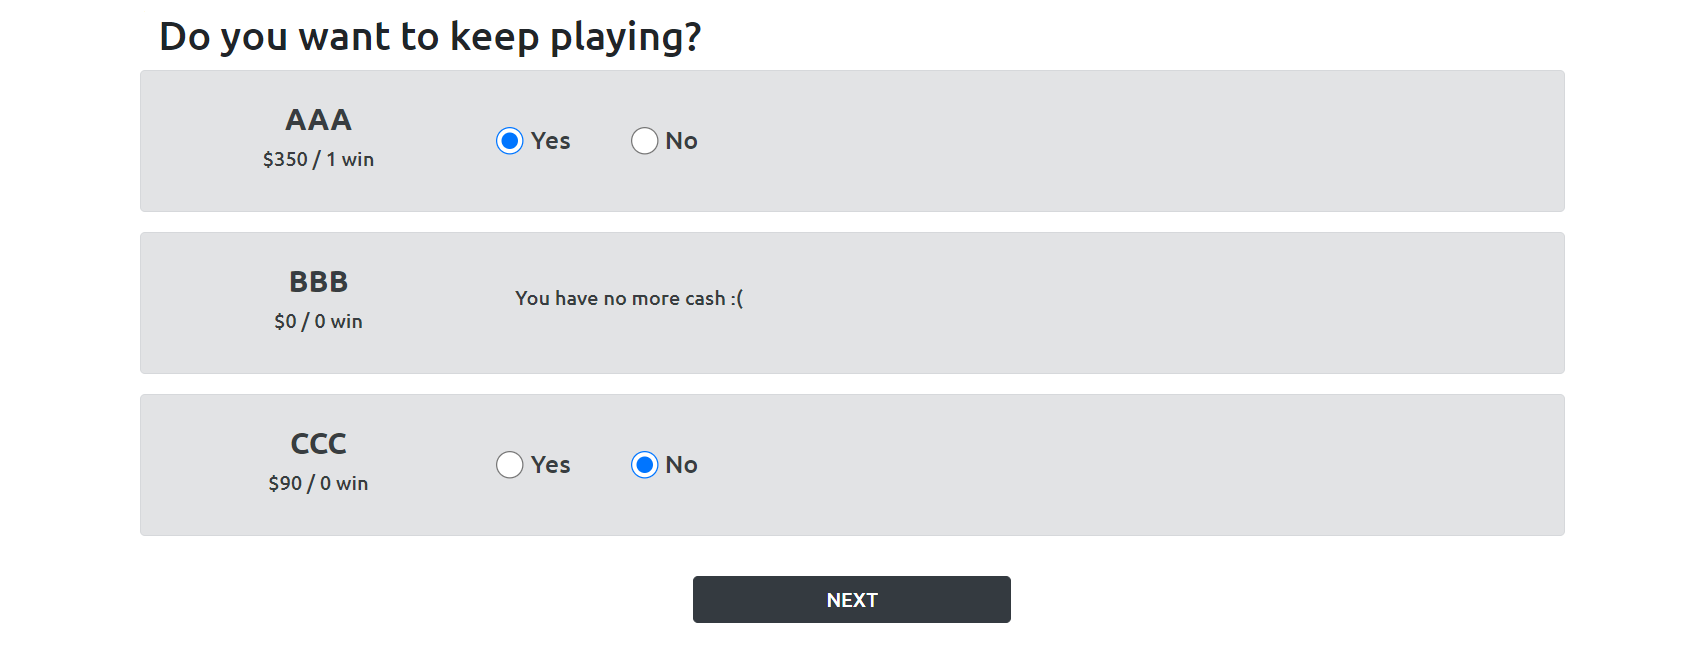 Do you want to keep playing?
AAA
$350 / 1 win
Yes No
BBB
$0 / 0 win
You have no more cash :(
CCC
$90 / 0 win
Yes No
NEXT